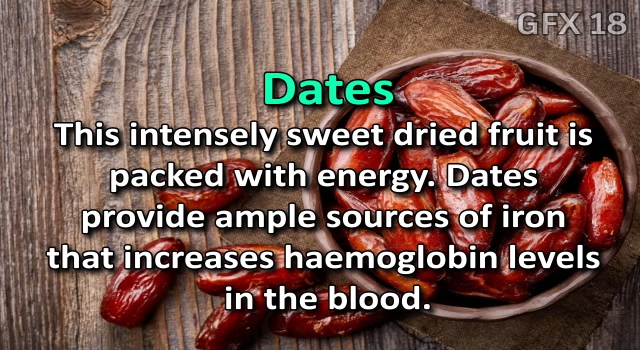 GFX 18
Dates
This intensely sweet dried fruit is
packed with energy. Dates
provide ample sources of iron
that increases haemoglobin levels
in the blood.